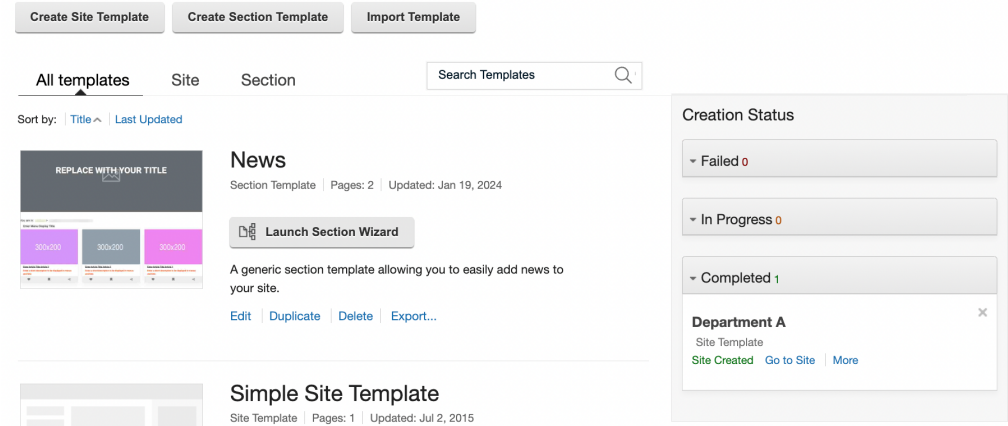 Create Site Template Create Section Template Import Template
All templates Site Section Search Templates
Sort by: Title Last Updated
REPLACE WITH YOUR TITLE
300x200 300x200 300x200
News
Section Template Pages: 2 Updated: Jan 19, 2024
Launch Section Wizard
A generic section template allowing you to easily add news to
your site.
Edit Duplicate Delete Export...
Simple Site Template
Site Template Pages: 1 Updated: Jul 2, 2015
Creation Status
Failed 0
In Progress 0
Completed 1
Department A
Site Template
Site Created Go to Site More